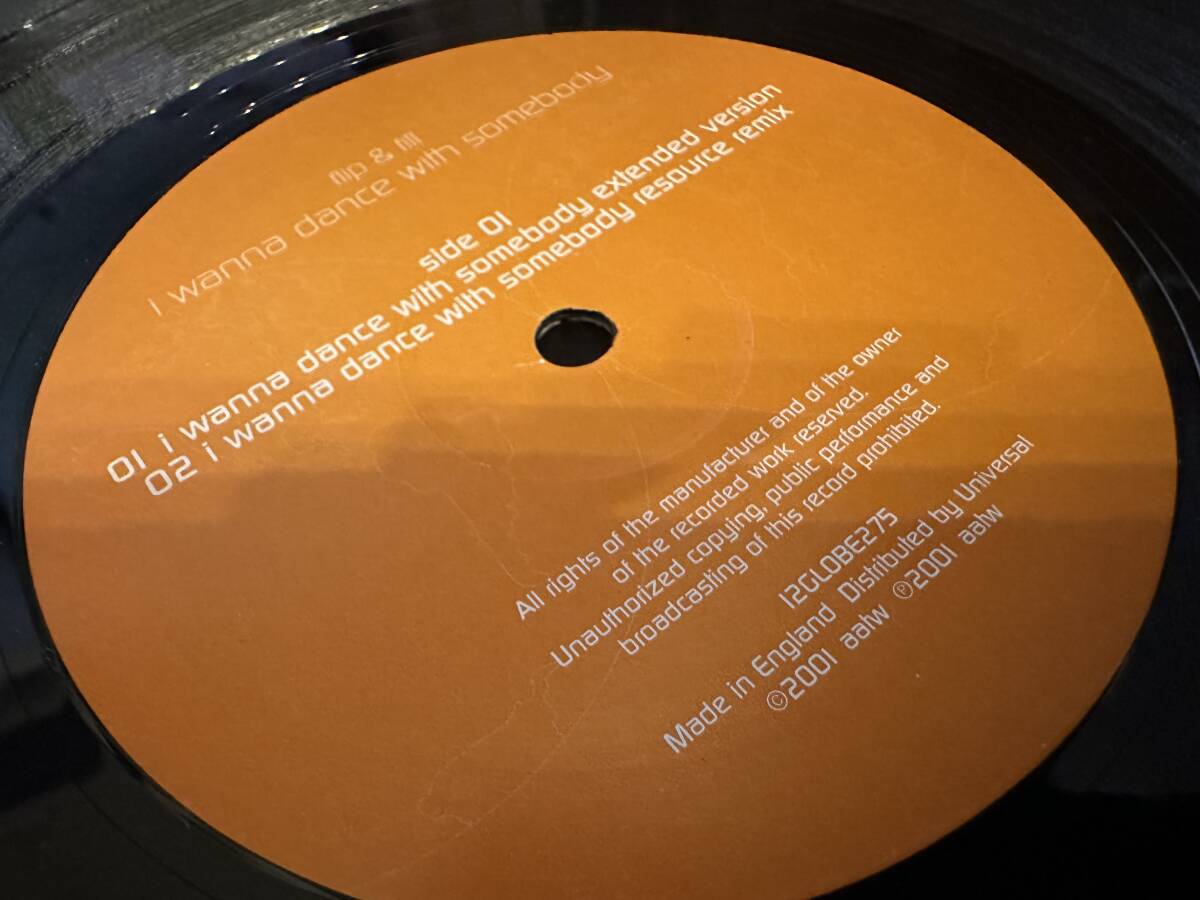 flip & fill
i wanna dance with somebody
side 01
01 i wanna dance with somebody extended version
02 i wanna dance with somebody resource remix
All rights of the manufacturer and of the owner
of the recorded work reserved.
Unauthorized copying, public performance and
broadcasting of this record prohibited.
12GLOBE275
Made in England Distributed by Universal
©2001 aatw ℗2001 aatw